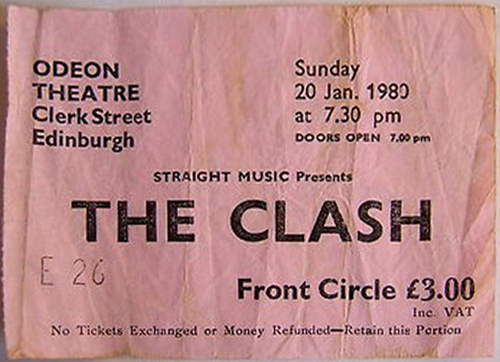 ODEON
THEATRE
Clerk Street
Edinburgh
Sunday
20 Jan. 1980
at 7.30 pm
DOORS OPEN 7.00 pm
STRAIGHT MUSIC Presents
THE CLASH
E 26
Front Circle £3.00
Inc. VAT
No Tickets Exchanged or Money Refunded—Retain this Portion